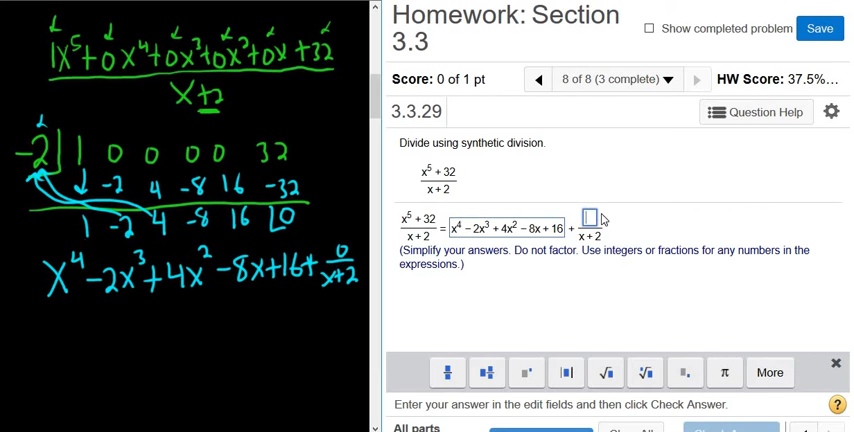 1x⁵ + 0x⁴ + 0x³ + 0x² + 0x + 32
x + 2
-2 1 0 0 0 0 32
-2 4 -8 16 -32
1 -2 4 -8 16 0
x⁴ - 2x³ + 4x² - 8x + 16 + 0/(x+2)
Homework: Section 3.3
Show completed problem
Save
Score: 0 of 1 pt
8 of 8 (3 complete)
HW Score: 37.5%...
3.3.29
Question Help
Divide using synthetic division.
x⁵ + 32
x + 2
x⁵ + 32
x + 2
= x⁴ - 2x³ + 4x² - 8x + 16 +
x + 2
(Simplify your answers. Do not factor. Use integers or fractions for any numbers in the
expressions.)
√ √ π More
Enter your answer in the edit fields and then click Check Answer.
?
All parts